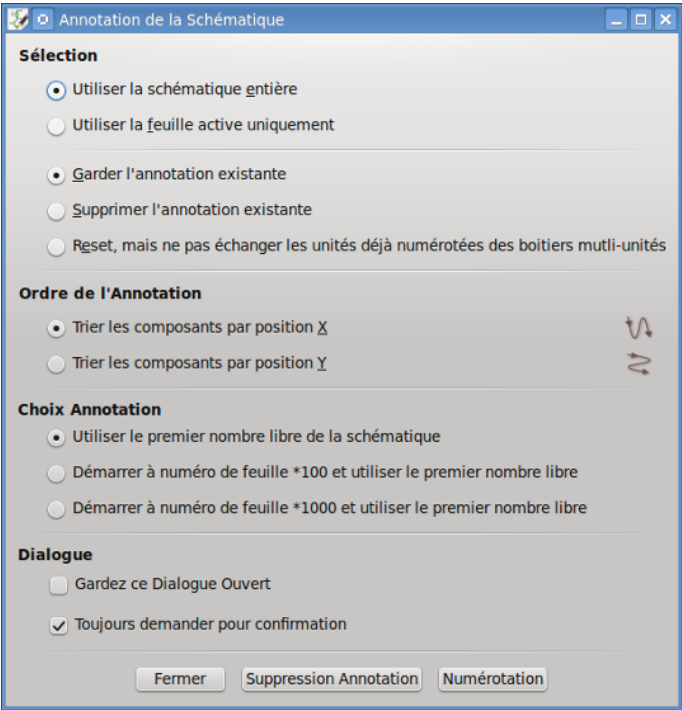 Annotation de la Schématique
Sélection
Utiliser la schématique entière
Utiliser la feuille active uniquement
Garder l'annotation existante
Supprimer l'annotation existante
Reset, mais ne pas échanger les unités déjà numérotées des boitiers mutli-unités
Ordre de l'Annotation
Trier les composants par position X
Trier les composants par position Y
Choix Annotation
Utiliser le premier nombre libre de la schématique
Démarrer à numéro de feuille *100 et utiliser le premier nombre libre
Démarrer à numéro de feuille *1000 et utiliser le premier nombre libre
Dialogue
Gardez ce Dialogue Ouvert
Toujours demander pour confirmation
Fermer Suppression Annotation Numérotation